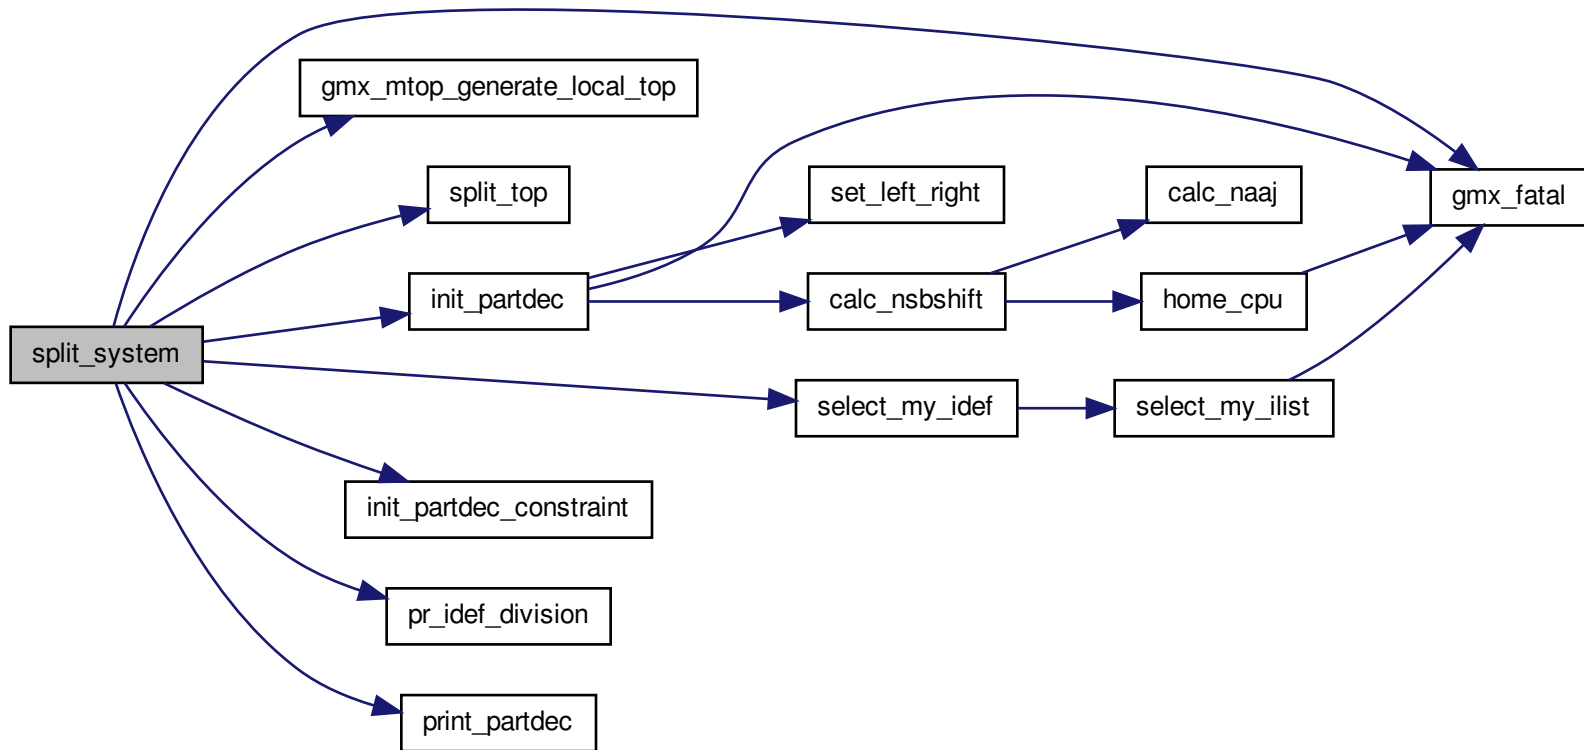 gmx_mtop_generate_local_top
split_top
set_left_right
calc_naaj
gmx_fatal
init_partdec
calc_nsbshift
home_cpu
split_system
select_my_idef
select_my_ilist
init_partdec_constraint
pr_idef_division
print_partdec